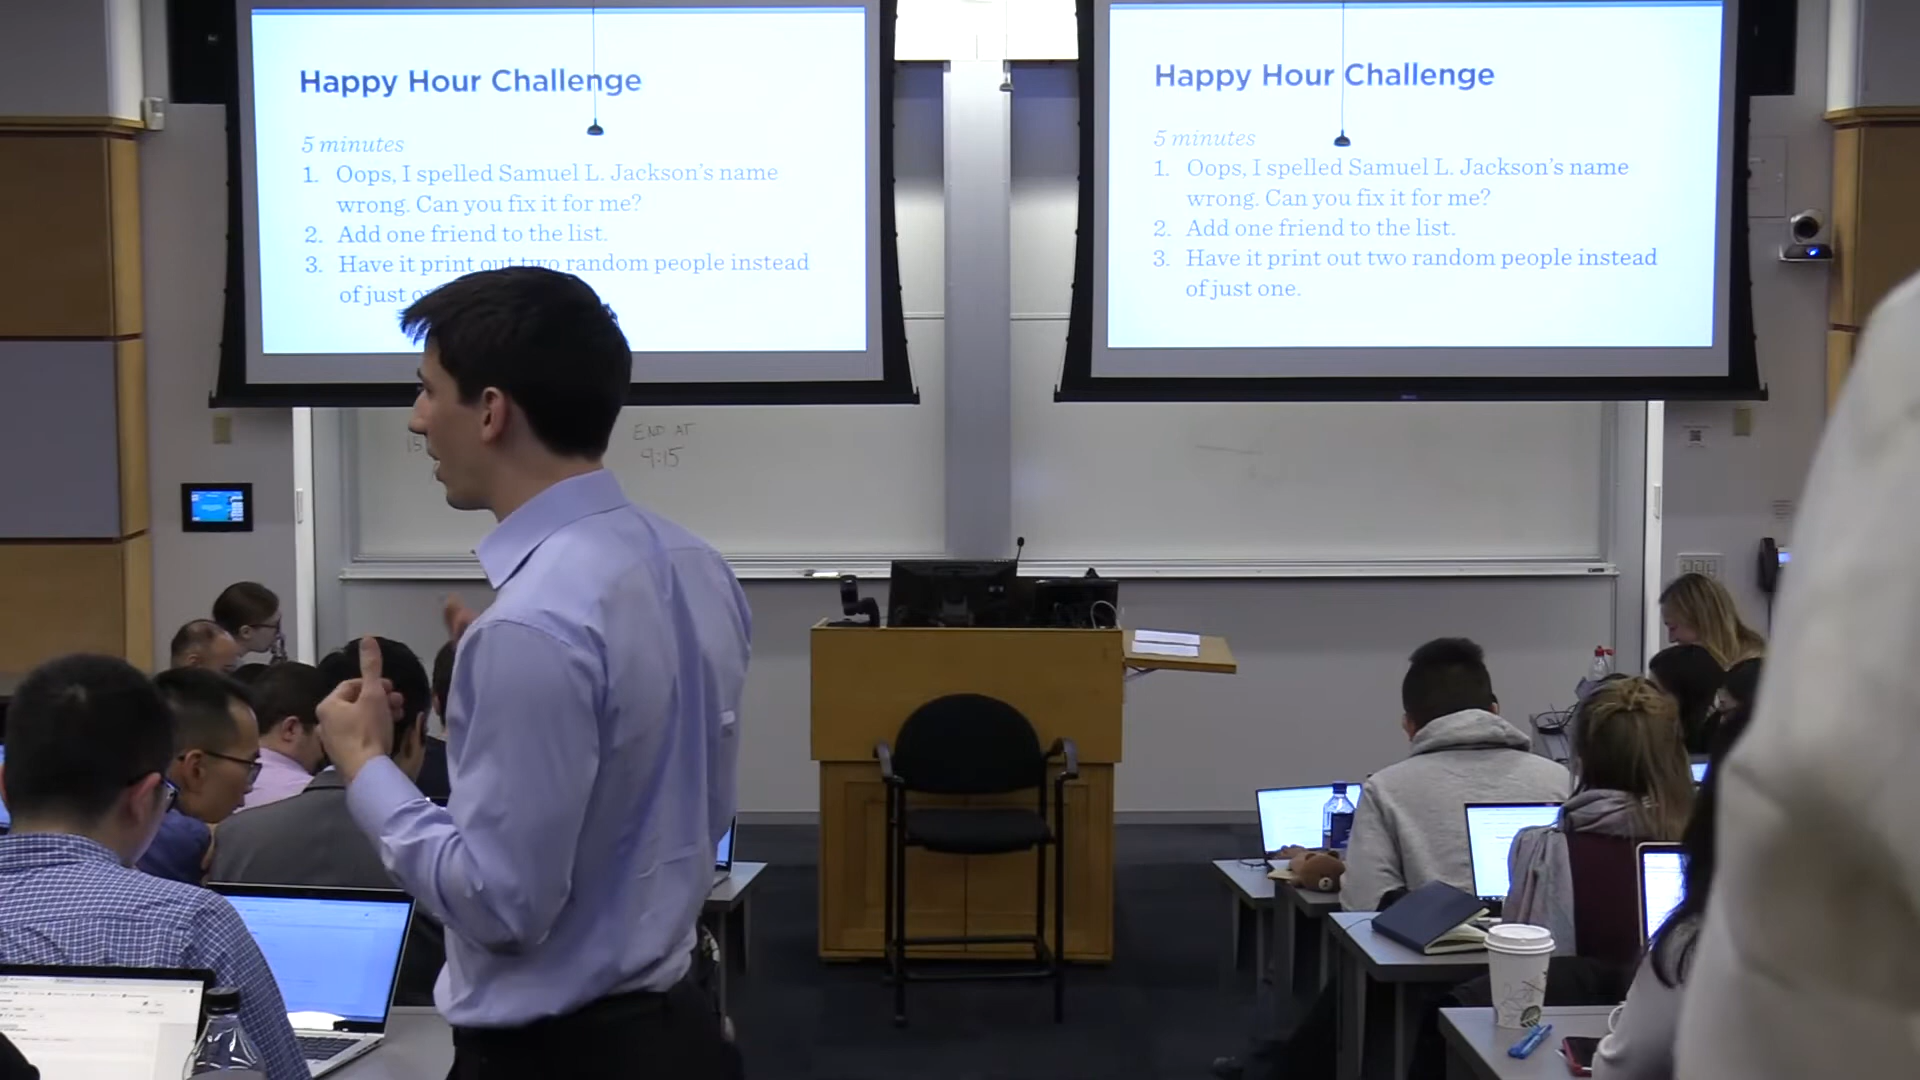 Happy Hour Challenge
5 minutes
1. Oops, I spelled Samuel L. Jackson's name
wrong. Can you fix it for me?
2. Add one friend to the list.
3. Have it print out two random people instead
of just
Happy Hour Challenge
5 minutes
1. Oops, I spelled Samuel L. Jackson's name
wrong. Can you fix it for me?
2. Add one friend to the list.
3. Have it print out two random people instead
of just one.
15
END AT
9:15